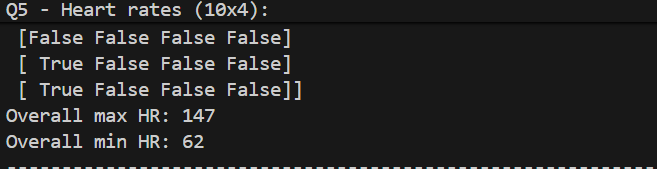 Q5 - Heart rates (10x4):
[False False False False]
[ True False False False]
[ True False False False]]
Overall max HR: 147
Overall min HR: 62
------------------------------------------------------------